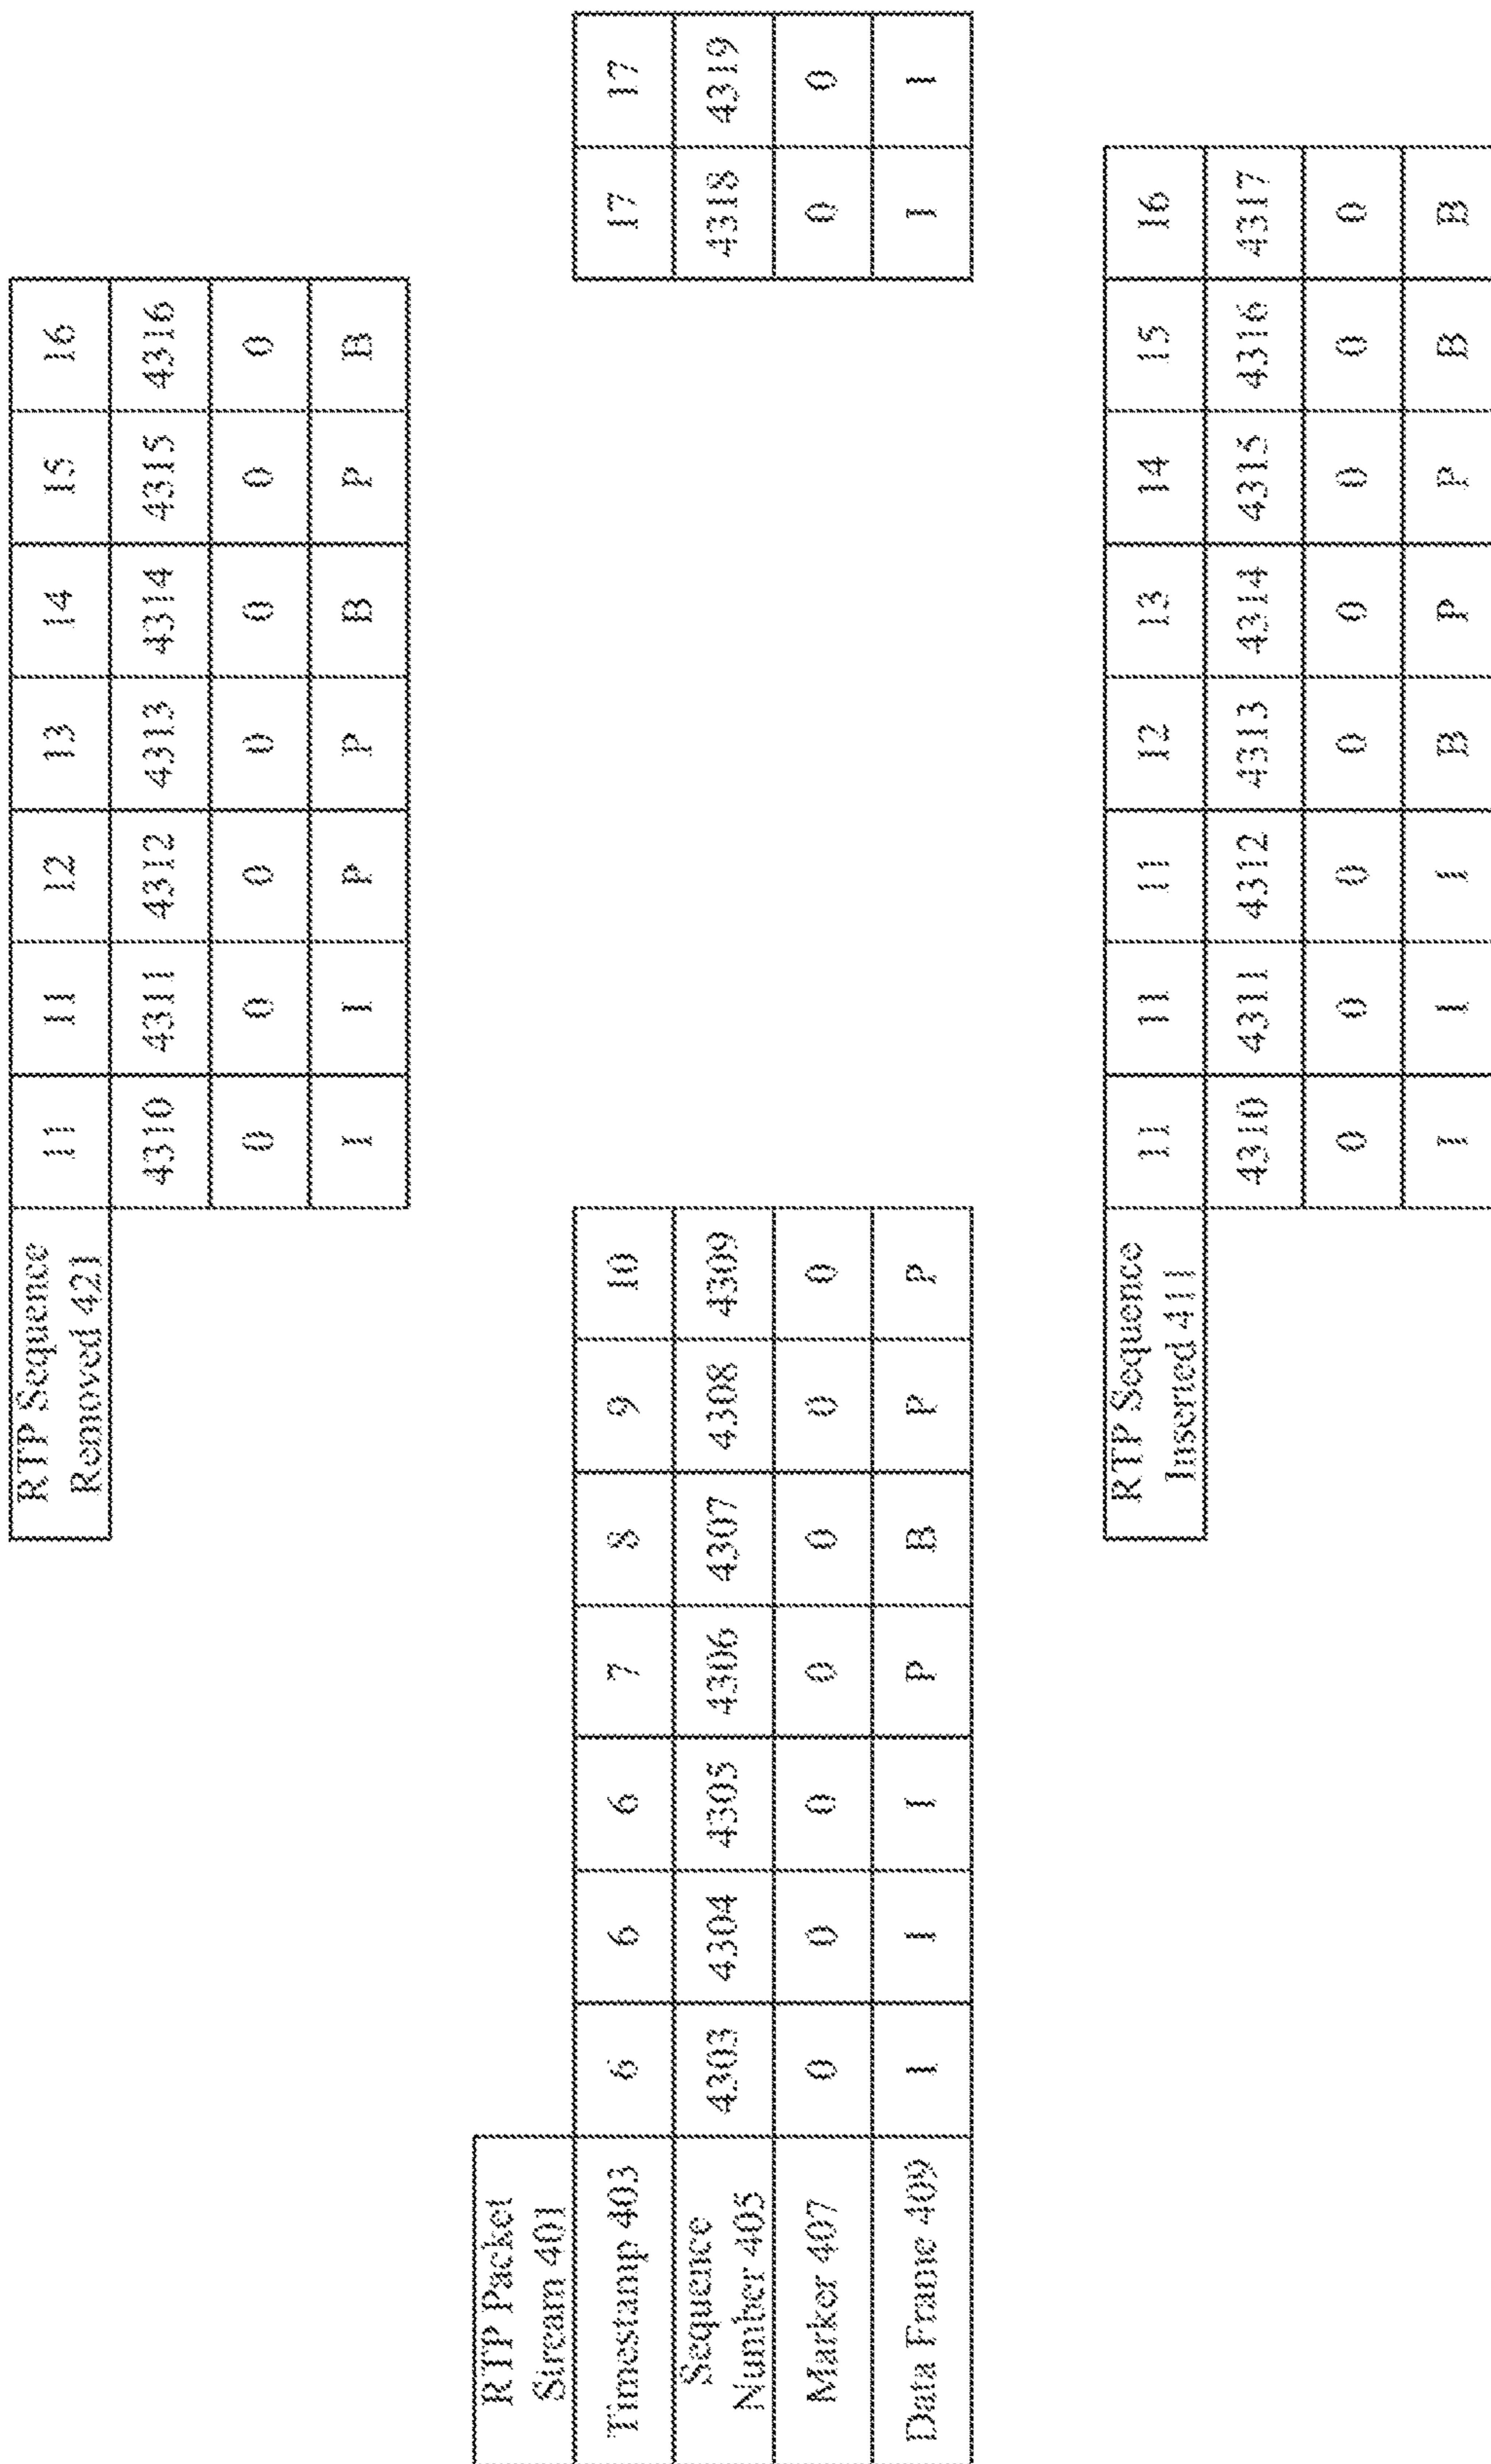 RTP Sequence
Removed 421 11 11 12 13 14 15 16
4310 4311 4312 4313 4314 4315 4316
0 0 0 0 0 0 0
I I P P B P B
RTP Packet
Stream 401
Timestamp 403 6 6 6 7 8 9 10 17 17
Sequence
Number 405 4303 4304 4305 4306 4307 4308 4309 4318 4319
Marker 407 0 0 0 0 0 0 0 0 0
Data Frame 409 I I I P B P P I I
RTP Sequence
Inserted 411 11 11 11 12 13 14 15 16
4310 4311 4312 4313 4314 4315 4316 4317
0 0 0 0 0 0 0 0
I I I B P P B B